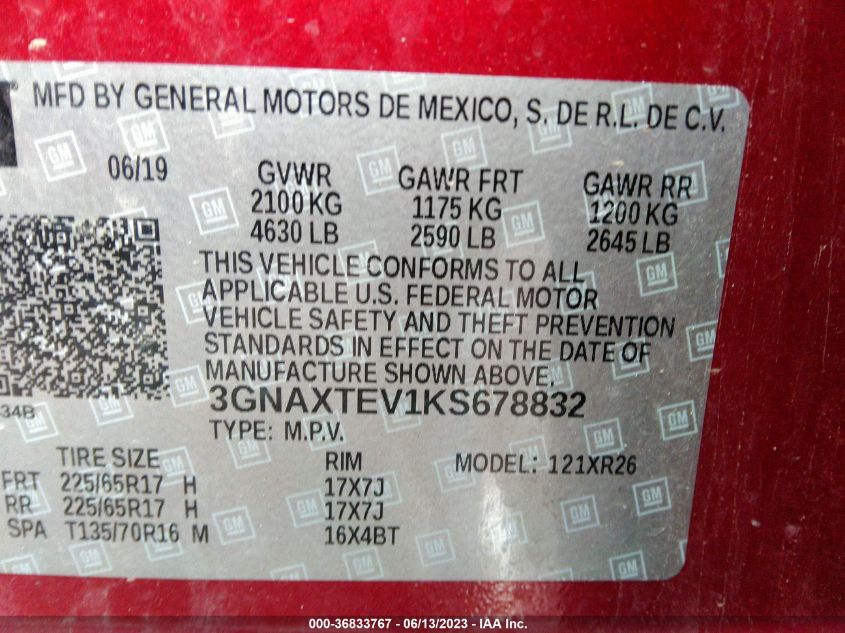 MFD BY GENERAL MOTORS DE MEXICO, S. DE R.L. DE C.V.
06/19 GVWR GAWR FRT GAWR RR
2100 KG 1175 KG 1200 KG
4630 LB 2590 LB 2645 LB
THIS VEHICLE CONFORMS TO ALL
APPLICABLE U.S. FEDERAL MOTOR
VEHICLE SAFETY AND THEFT PREVENTION
STANDARDS IN EFFECT ON THE DATE OF
MANUFACTURE SHOWN ABOVE.
3GNAXTEV1KS678832
34B
TYPE: M.P.V.
TIRE SIZE RIM MODEL: 121XR26
FRT 225/65R17 H 17X7J
RR 225/65R17 H 17X7J
SPA T135/70R16 M 16X4BT
000-36833767 - 06/13/2023 - IAA Inc.